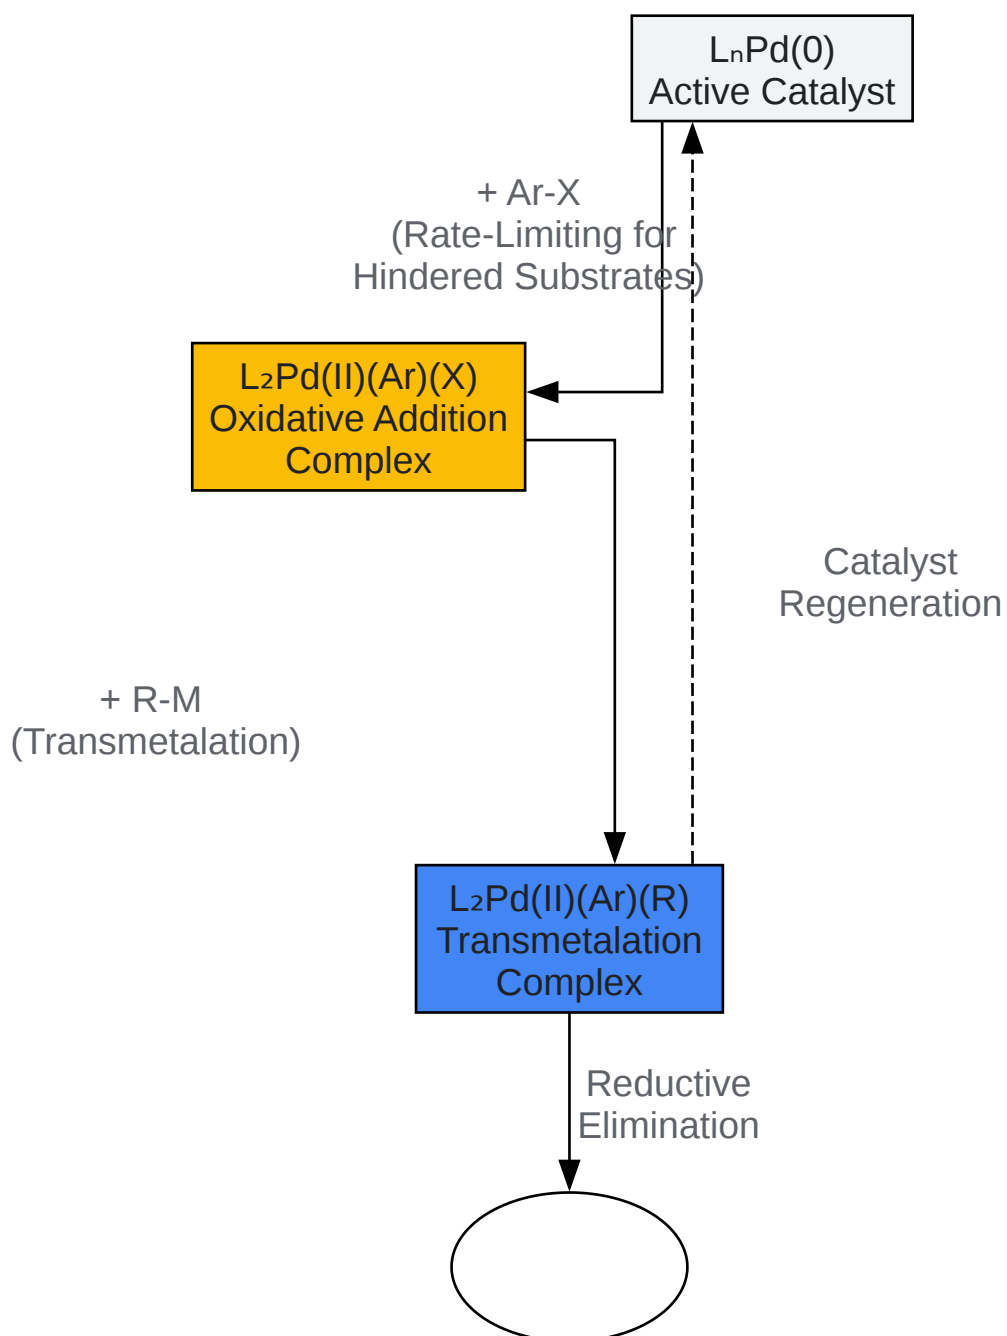 LₙPd(0)
Active Catalyst
+ Ar-X
(Rate-Limiting for
Hindered Substrates)
L₂Pd(II)(Ar)(X)
Oxidative Addition
Complex
Catalyst
Regeneration
+ R-M
(Transmetalation)
L₂Pd(II)(Ar)(R)
Transmetalation
Complex
Reductive
Elimination